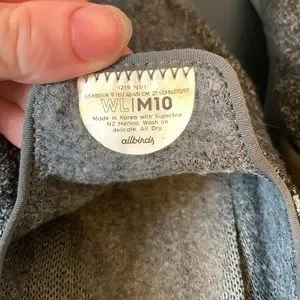 1219 NV1
WL|M10
Made in Korea with Superfine
NZ Merino. Wash on
delicate. Air Dry.
allbirds